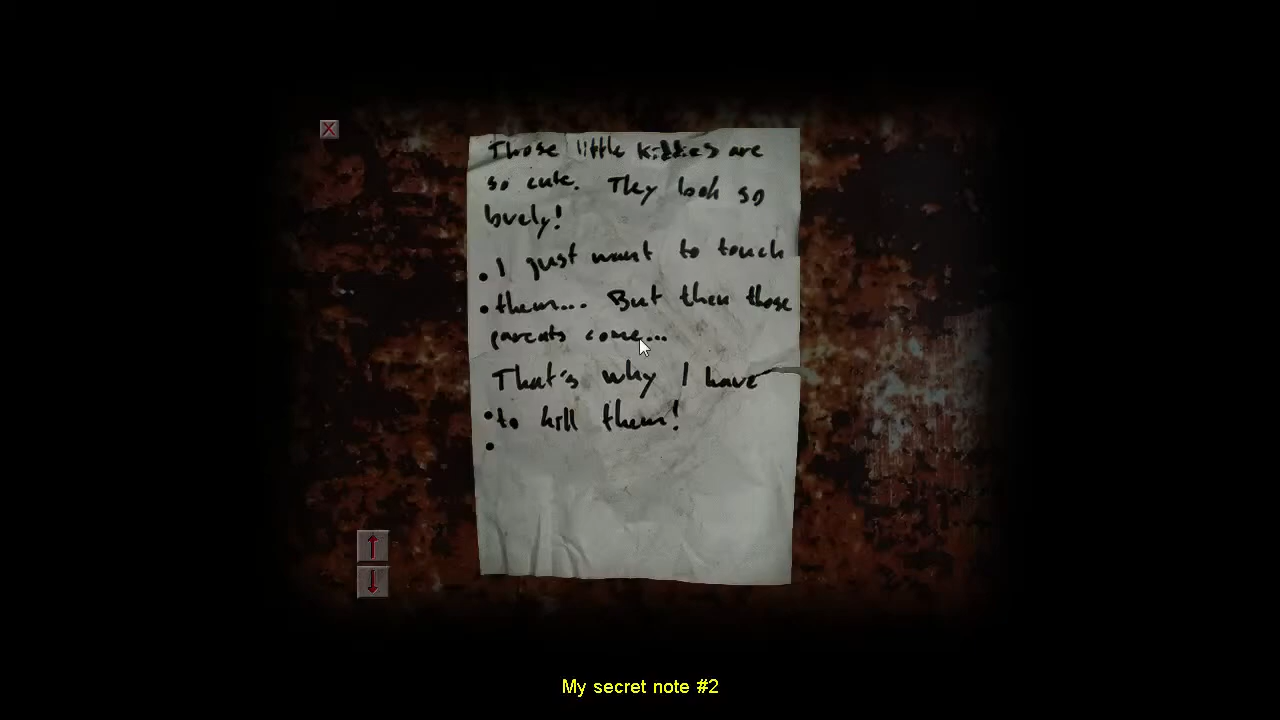 Those little kiddies are
so cute. They look so
lovely!
I just want to touch
them... But then those
parents come...
That's why I have
to kill them!
My secret note #2